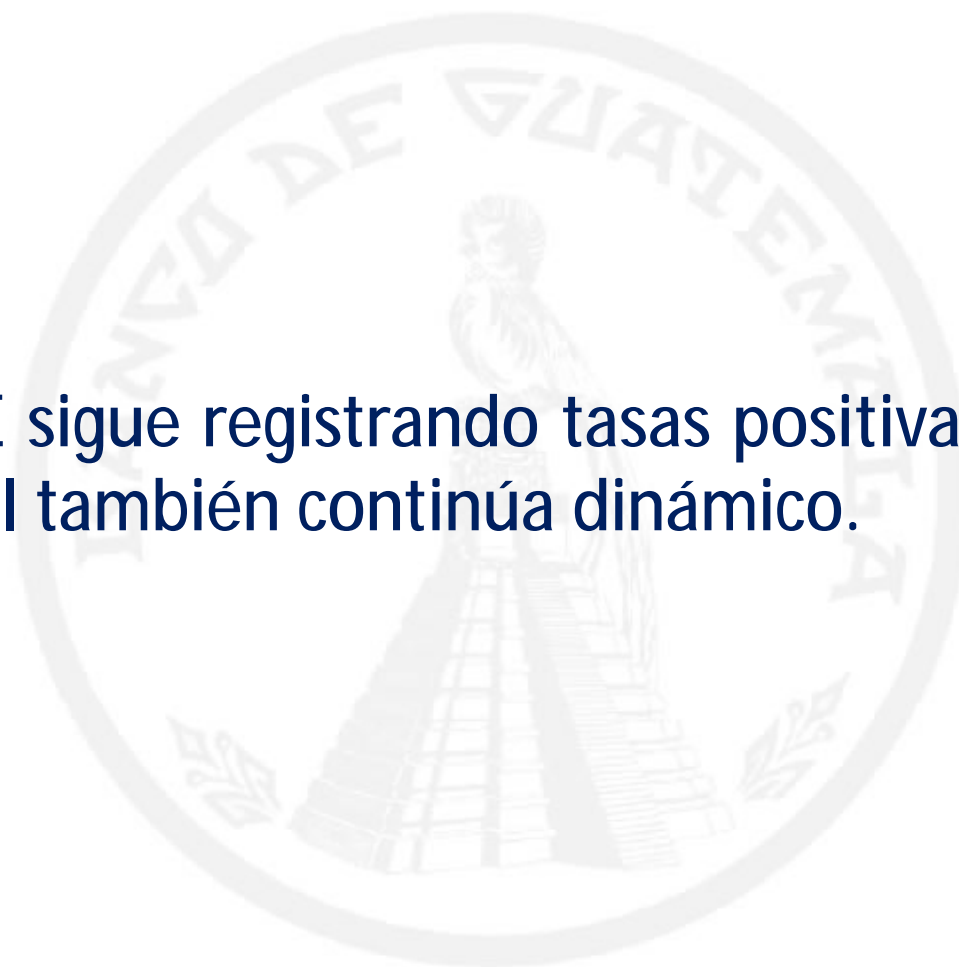 BANCO DE GUATEMALA
sigue registrando tasas positiva
también continúa dinámico.